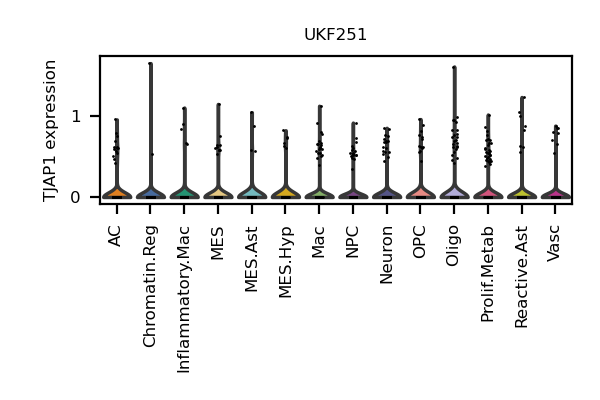 UKF251
TJAP1 expression
1
0
AC
Chromatin.Reg
Inflammatory.Mac
MES
MES.Ast
MES.Hyp
Mac
NPC
Neuron
OPC
Oligo
Prolif.Metab
Reactive.Ast
Vasc